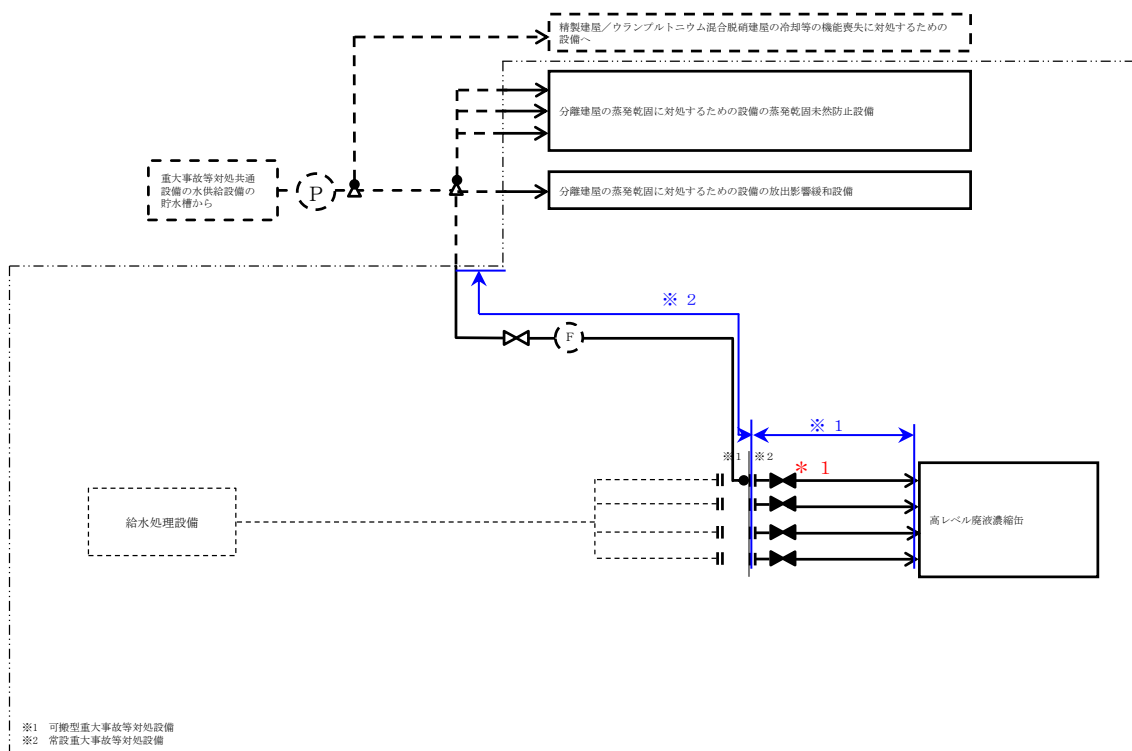 精製建屋／ウランプルトニウム混合脱硝建屋の冷却等の機能喪失に対処するための
設備へ
分離建屋の蒸発乾固に対処するための設備の蒸発乾固未然防止設備
重大事故等対処共通
設備の水供給設備の
貯水槽から
P
分離建屋の蒸発乾固に対処するための設備の放出影響緩和設備
※ 2
F
※ 1
※1 ※2
＊ 1
給水処理設備
高レベル廃液濃縮缶
※1 可搬型重大事故等対処設備
※2 常設重大事故等対処設備